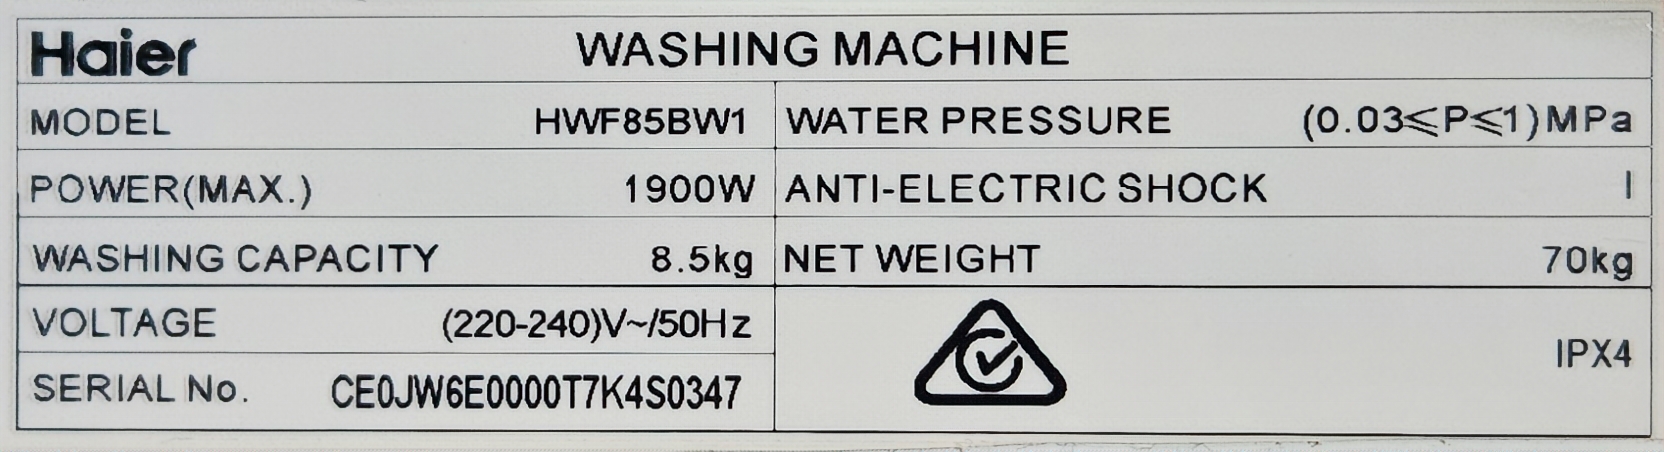 Haier WASHING MACHINE
MODEL HWF85BW1 WATER PRESSURE (0.03≤P≤1)MPa
POWER(MAX.) 1900W ANTI-ELECTRIC SHOCK I
WASHING CAPACITY 8.5kg NET WEIGHT 70kg
VOLTAGE (220-240)V~/50Hz
IPX4
SERIAL No. CE0JW6E0000T7K4S0347